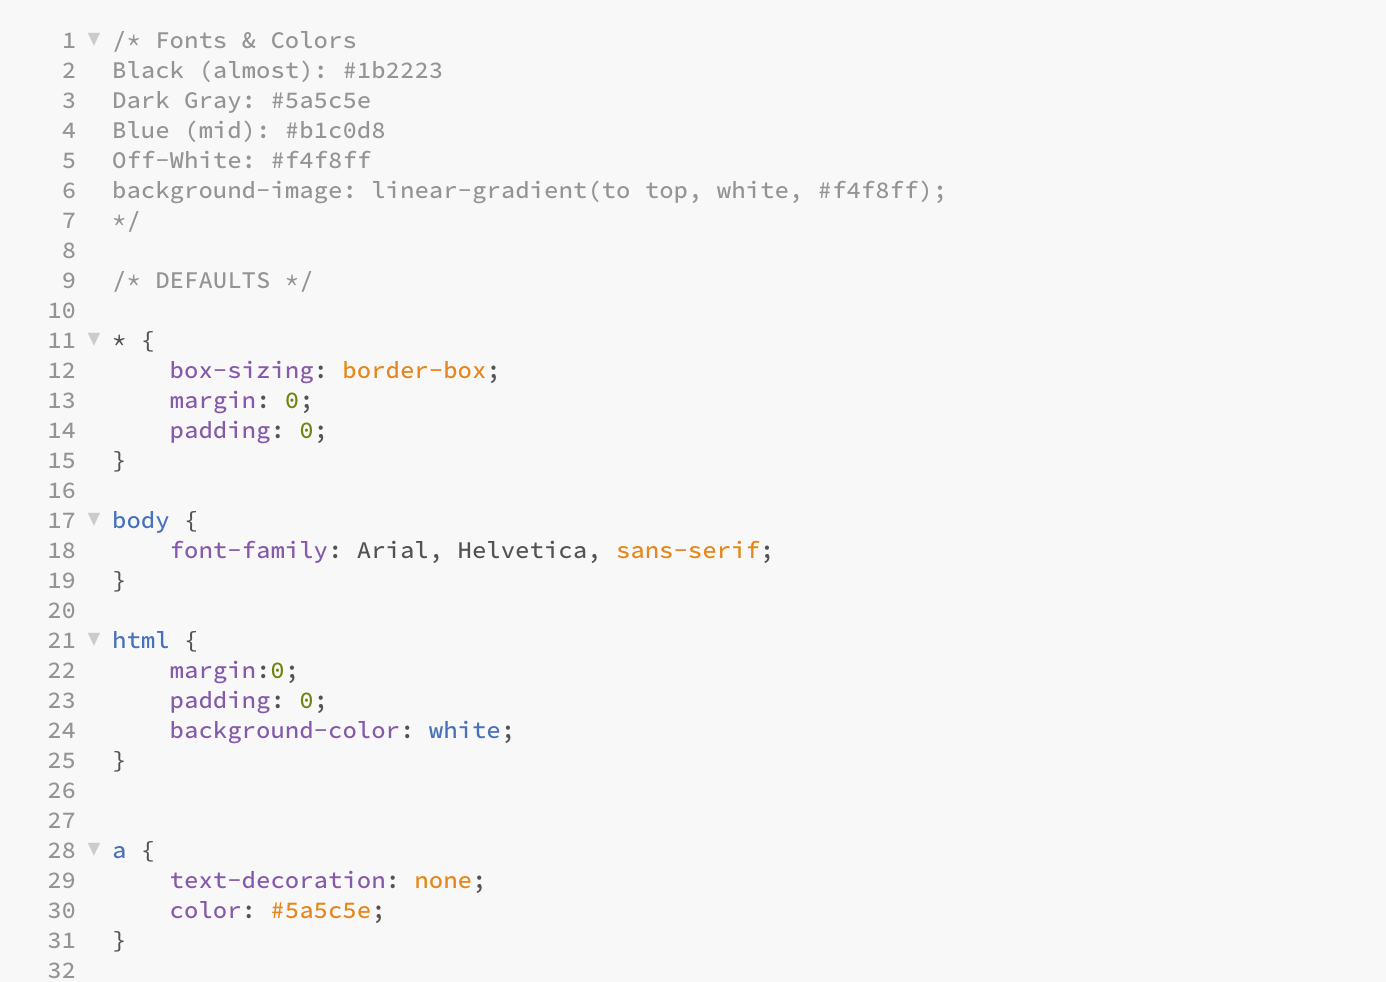 1 ▼ /* Fonts & Colors
2 Black (almost): #1b2223
3 Dark Gray: #5a5c5e
4 Blue (mid): #b1c0d8
5 Off-White: #f4f8ff
6 background-image: linear-gradient(to top, white, #f4f8ff);
7 */
8
9 /* DEFAULTS */
10
11 ▼ * {
12     box-sizing: border-box;
13     margin: 0;
14     padding: 0;
15 }
16
17 ▼ body {
18     font-family: Arial, Helvetica, sans-serif;
19 }
20
21 ▼ html {
22     margin:0;
23     padding: 0;
24     background-color: white;
25 }
26
27
28 ▼ a {
29     text-decoration: none;
30     color: #5a5c5e;
31 }
32